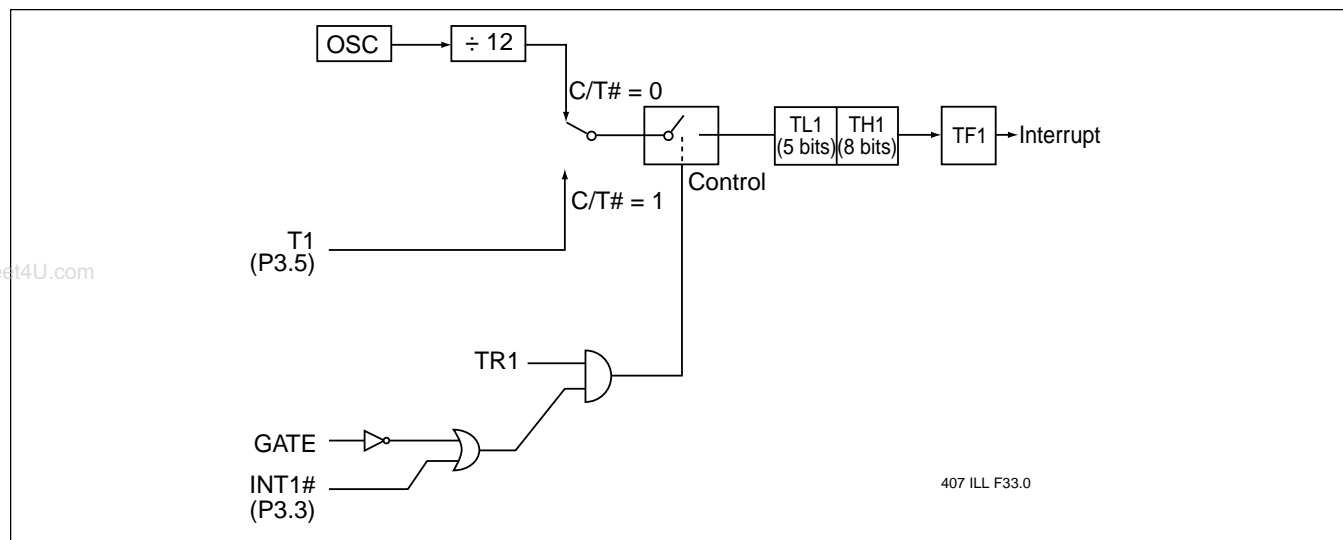 OSC
÷ 12
C/T# = 0
TL1
(5 bits)
TH1
(8 bits)
TF1
Interrupt
Control
C/T# = 1
T1
(P3.5)
et4U.com
TR1
GATE
INT1#
(P3.3)
407 ILL F33.0